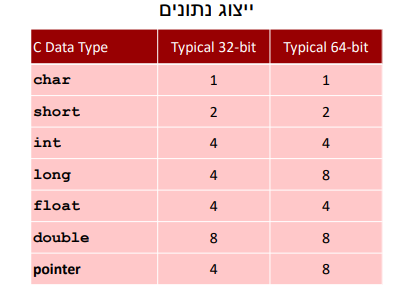 ייצוג נתונים
C Data Type Typical 32-bit Typical 64-bit
char 1 1
short 2 2
int 4 4
long 4 8
float 4 4
double 8 8
pointer 4 8